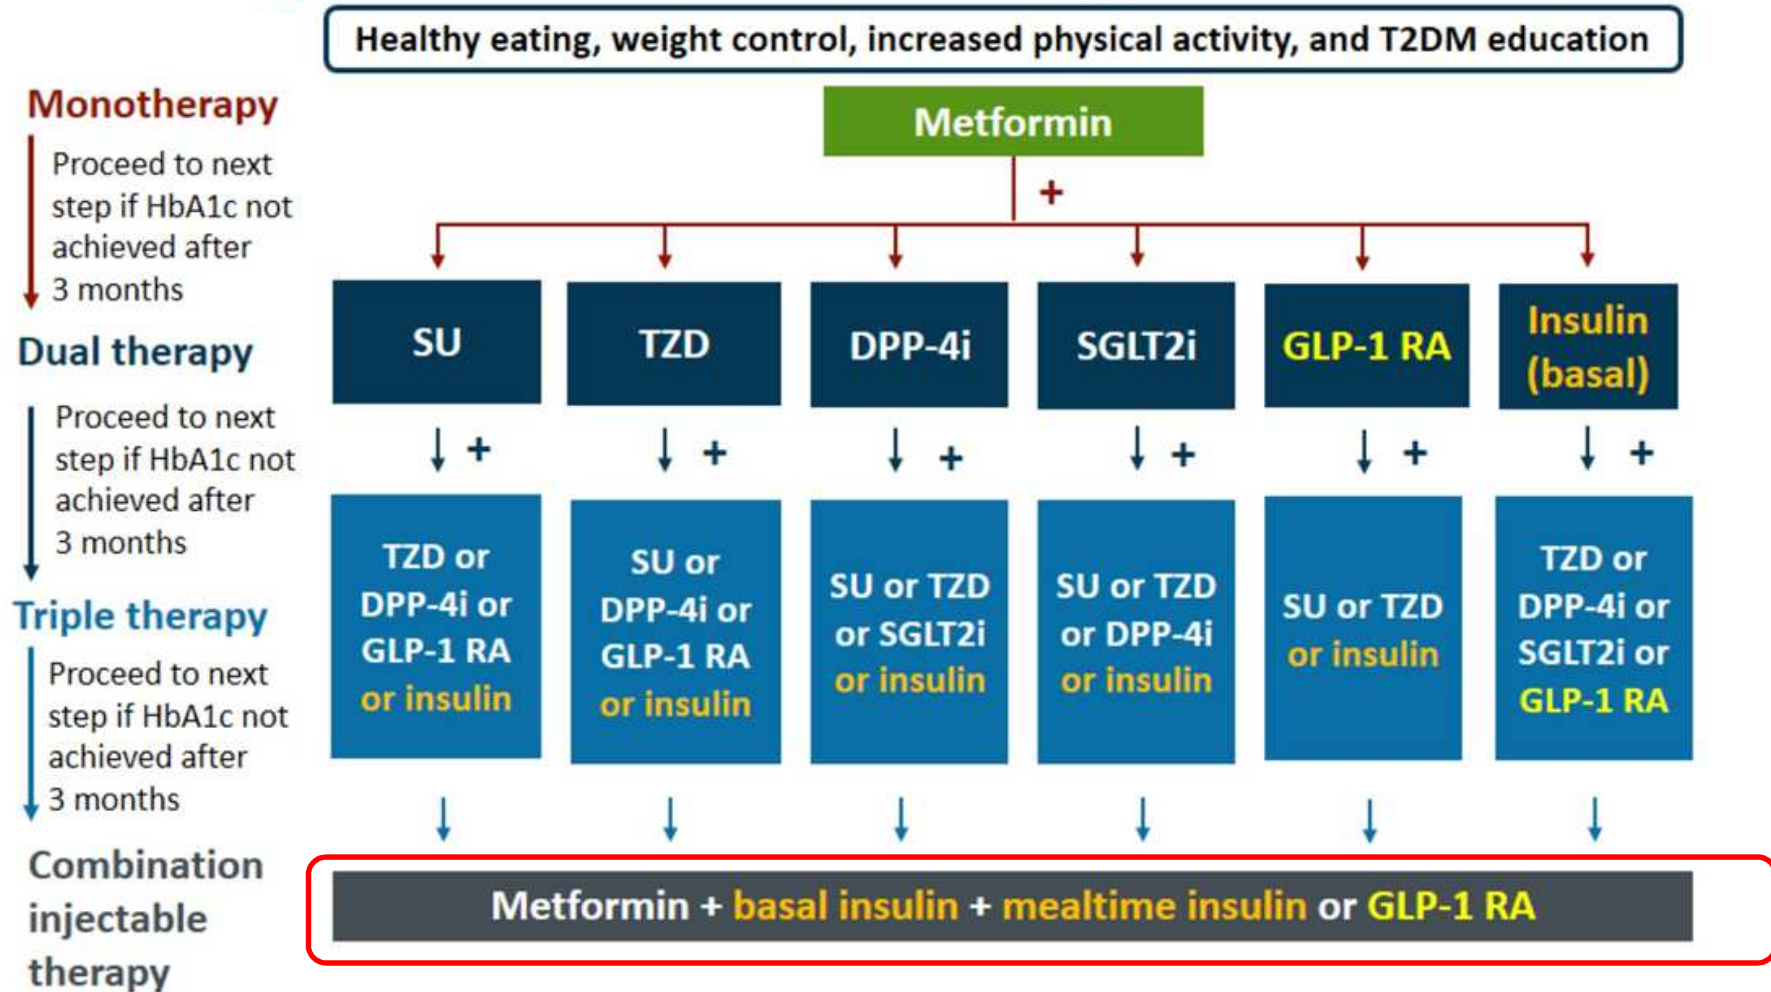 Healthy eating, weight control, increased physical activity, and T2DM education
Monotherapy
Proceed to next
step if HbA1c not
achieved after
3 months
Metformin
+
Dual therapy
SU
TZD
DPP-4i
SGLT2i
GLP-1 RA
Insulin
(basal)
Proceed to next
step if HbA1c not
achieved after
3 months
+
+
+
+
+
+
Triple therapy
TZD or
DPP-4i or
GLP-1 RA
or insulin
SU or
DPP-4i or
GLP-1 RA
or insulin
SU or TZD
or SGLT2i
or insulin
SU or TZD
or DPP-4i
or insulin
SU or TZD
or insulin
TZD or
DPP-4i or
SGLT2i or
GLP-1 RA
Proceed to next
step if HbA1c not
achieved after
3 months
Combination
injectable
therapy
Metformin + basal insulin + mealtime insulin or GLP-1 RA